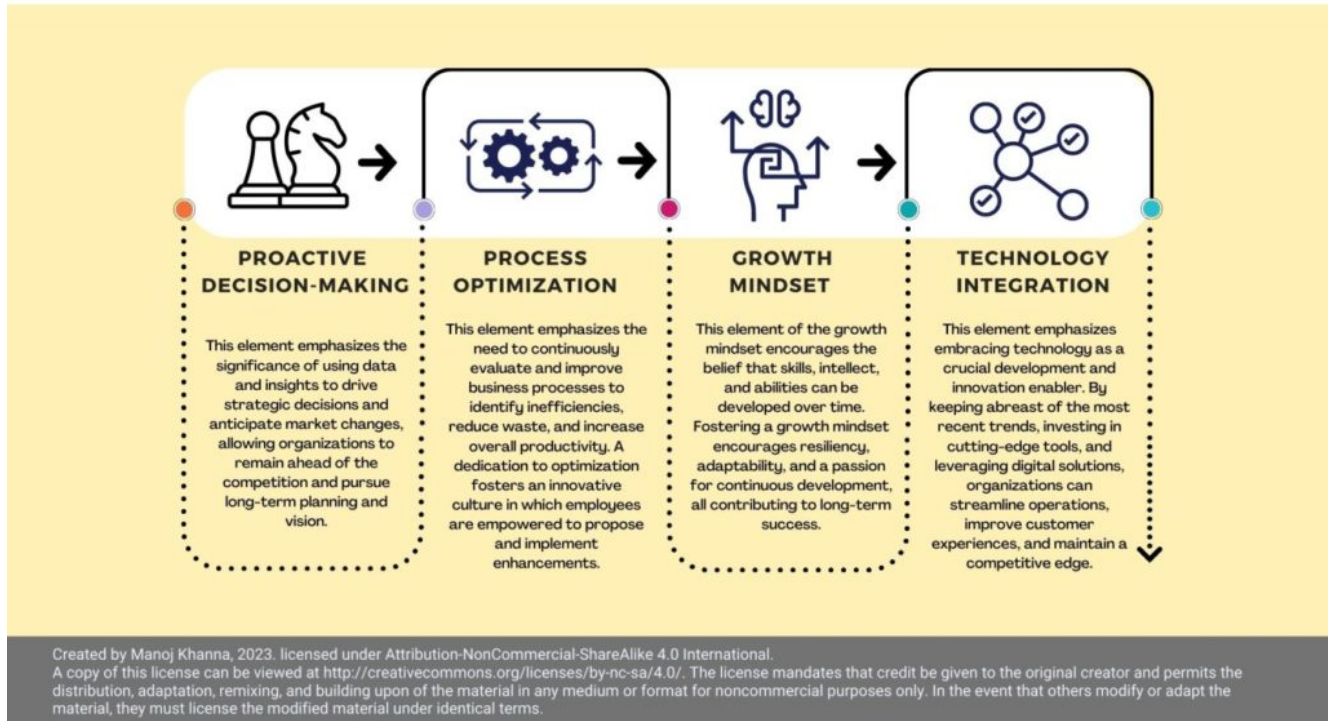 PROACTIVE
DECISION-MAKING
This element emphasizes the
significance of using data
and insights to drive
strategic decisions and
anticipate market changes,
allowing organizations to
remain ahead of the
competition and pursue
long-term planning and
vision.
PROCESS
OPTIMIZATION
This element emphasizes the
need to continuously
evaluate and improve
business processes to
identify inefficiencies,
reduce waste, and increase
overall productivity. A
dedication to optimization
fosters an innovative
culture in which employees
are empowered to propose
and implement
enhancements.
GROWTH
MINDSET
This element of the growth
mindset encourages the
belief that skills, intellect,
and abilities can be
developed over time.
Fostering a growth mindset
encourages resiliency,
adaptability, and a passion
for continuous development,
all contributing to long-term
success.
TECHNOLOGY
INTEGRATION
This element emphasizes
embracing technology as a
crucial development and
innovation enabler. By
keeping abreast of the most
recent trends, investing in
cutting-edge tools, and
leveraging digital solutions,
organizations can
streamline operations,
improve customer
experiences, and maintain a
competitive edge.
Created by Manoj Khanna, 2023. licensed under Attribution-NonCommercial-ShareAlike 4.0 International.
A copy of this license can be viewed at http://creativecommons.org/licenses/by-nc-sa/4.0/. The license mandates that credit be given to the original creator and permits the
distribution, adaptation, remixing, and building upon of the material in any medium or format for noncommercial purposes only. In the event that others modify or adapt the
material, they must license the modified material under identical terms.